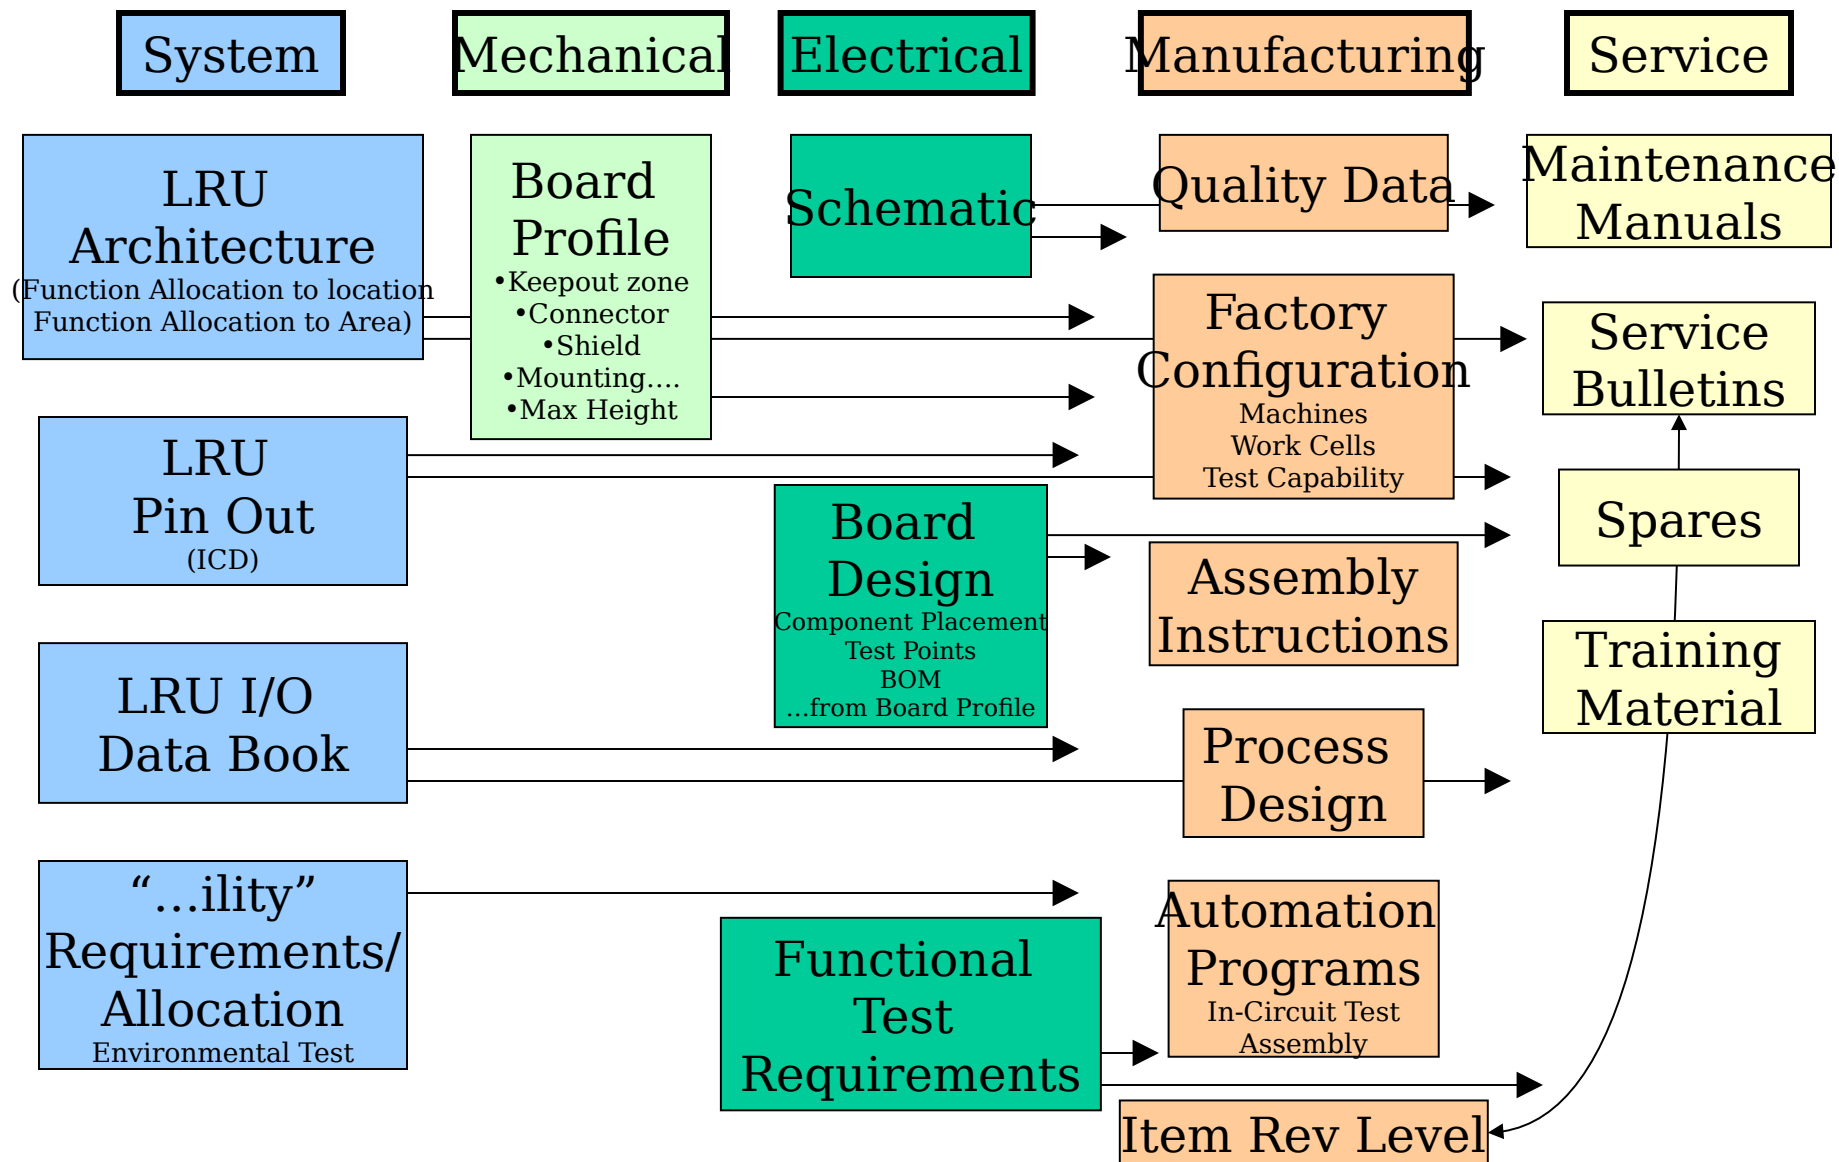 System
Mechanical
Electrical
Manufacturing
Service
LRU
Architecture
(Function Allocation to location
Function Allocation to Area)
LRU
Pin Out
(ICD)
LRU I/O
Data Book
“...ility”
Requirements/
Allocation
Environmental Test
Board
Profile
•Keepout zone
•Connector
•Shield
•Mounting....
•Max Height
Schematic
Board
Design
Component Placement
Test Points
BOM
...from Board Profile
Functional
Test
Requirements
Quality Data
Factory
Configuration
Machines
Work Cells
Test Capability
Assembly
Instructions
Process
Design
Automation
Programs
In-Circuit Test
Assembly
Item Rev Level
Maintenance
Manuals
Service
Bulletins
Spares
Training
Material